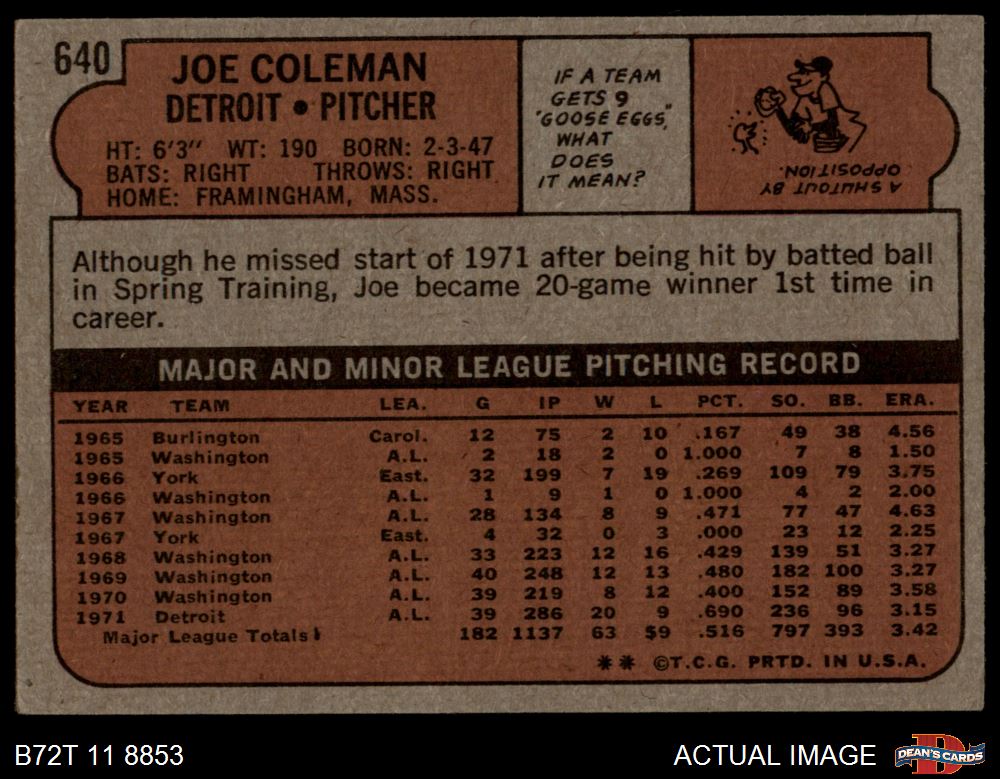 640
JOE COLEMAN
DETROIT • PITCHER
HT: 6'3" WT: 190 BORN: 2-3-47
BATS: RIGHT THROWS: RIGHT
HOME: FRAMINGHAM, MASS.
IF A TEAM
GETS 9
"GOOSE EGGS,"
WHAT
DOES
IT MEAN?
A SHUTOUT BY
OPPOSITION.
Although he missed start of 1971 after being hit by batted ball
in Spring Training, Joe became 20-game winner 1st time in
career.
MAJOR AND MINOR LEAGUE PITCHING RECORD
YEAR TEAM LEA. G IP W L PCT. SO. BB. ERA.
1965 Burlington Carol. 12 75 2 10 .167 49 38 4.56
1965 Washington A.L. 2 18 2 0 1.000 7 8 1.50
1966 York East. 32 199 7 19 .269 109 79 3.75
1966 Washington A.L. 1 9 1 0 1.000 4 2 2.00
1967 Washington A.L. 28 134 8 9 .471 77 47 4.63
1967 York East. 4 32 0 3 .000 23 12 2.25
1968 Washington A.L. 33 223 12 16 .429 139 51 3.27
1969 Washington A.L. 40 248 12 13 .480 182 100 3.27
1970 Washington A.L. 39 219 8 12 .400 152 89 3.58
1971 Detroit A.L. 39 286 20 9 .690 236 96 3.15
Major League Totals 182 1137 63 59 .516 797 393 3.42
** ©T.C.G. PRTD. IN U.S.A.
B72T 11 8853
ACTUAL IMAGE
D
DEAN'S CARDS